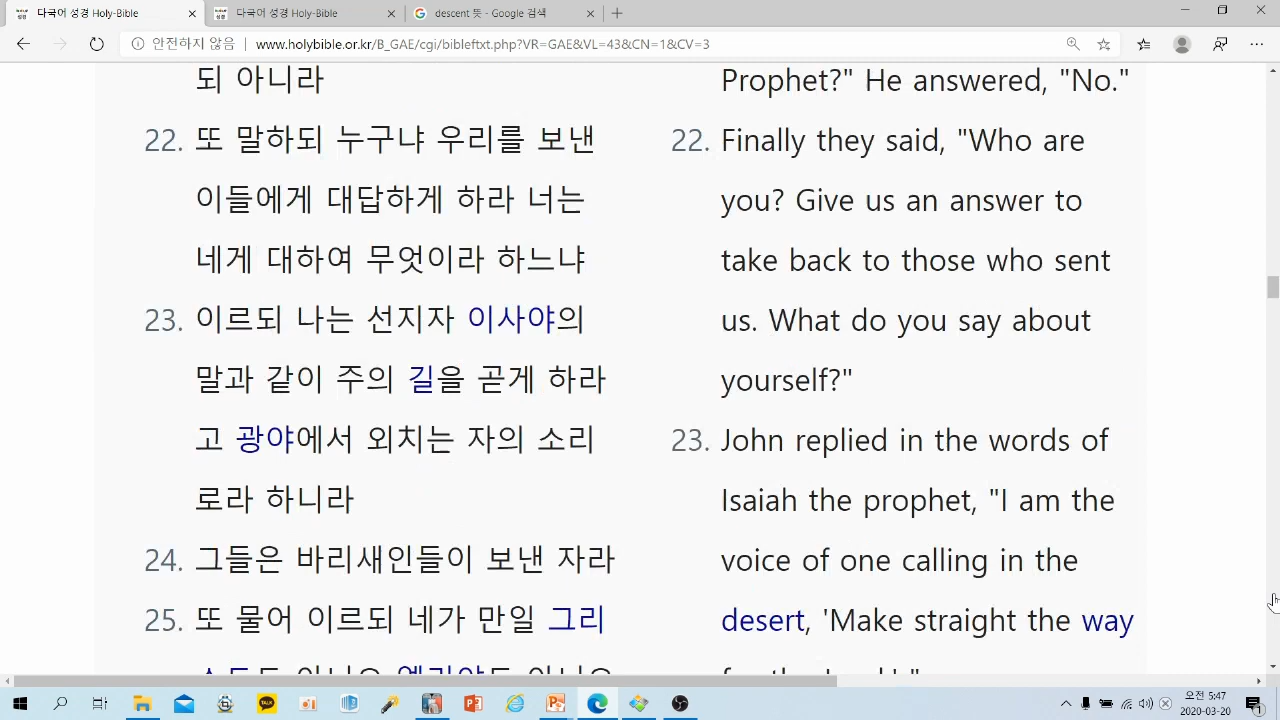 다국어 성경 Holy-Bible
다국어 성경 Holy-Bible
descent 뜻 - Google 검색
안전하지 않음
www.holybible.or.kr/B_GAE/cgi/bibleftxt.php?VR=GAE&VL=43&CN=1&CV=3
되 아니라
22. 또 말하되 누구냐 우리를 보낸
이들에게 대답하게 하라 너는
네게 대하여 무엇이라 하느냐
23. 이르되 나는 선지자 이사야의
말과 같이 주의 길을 곧게 하라
고 광야에서 외치는 자의 소리
로라 하니라
24. 그들은 바리새인들이 보낸 자라
25. 또 물어 이르되 네가 만일 그리
Prophet?" He answered, "No."
22. Finally they said, "Who are
you? Give us an answer to
take back to those who sent
us. What do you say about
yourself?"
23. John replied in the words of
Isaiah the prophet, "I am the
voice of one calling in the
desert, 'Make straight the way
오전 5:47
2020-03-20